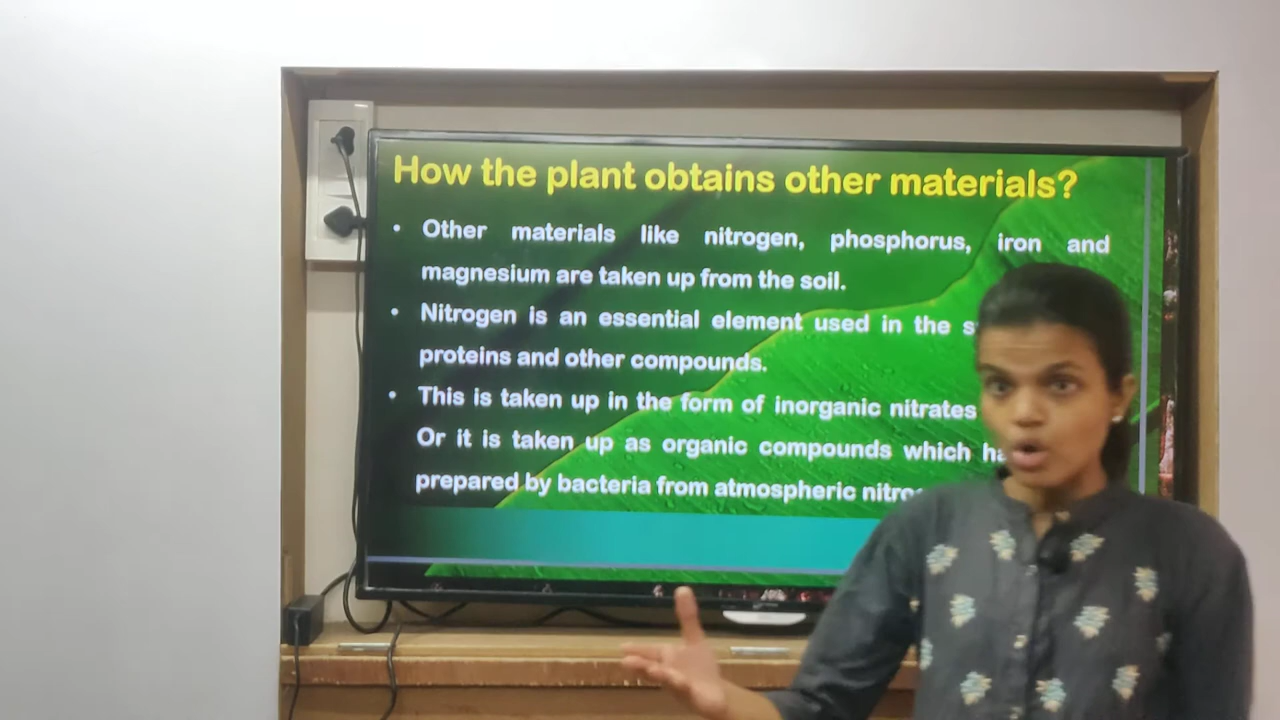 How the plant obtains other materials?
• Other materials like nitrogen, phosphorus, iron and
magnesium are taken up from the soil.
• Nitrogen is an essential element used in the
proteins and other compounds.
• This is taken up in the form of inorganic nitrates
Or it is taken up as organic compounds which
prepared by bacteria from atmospheric